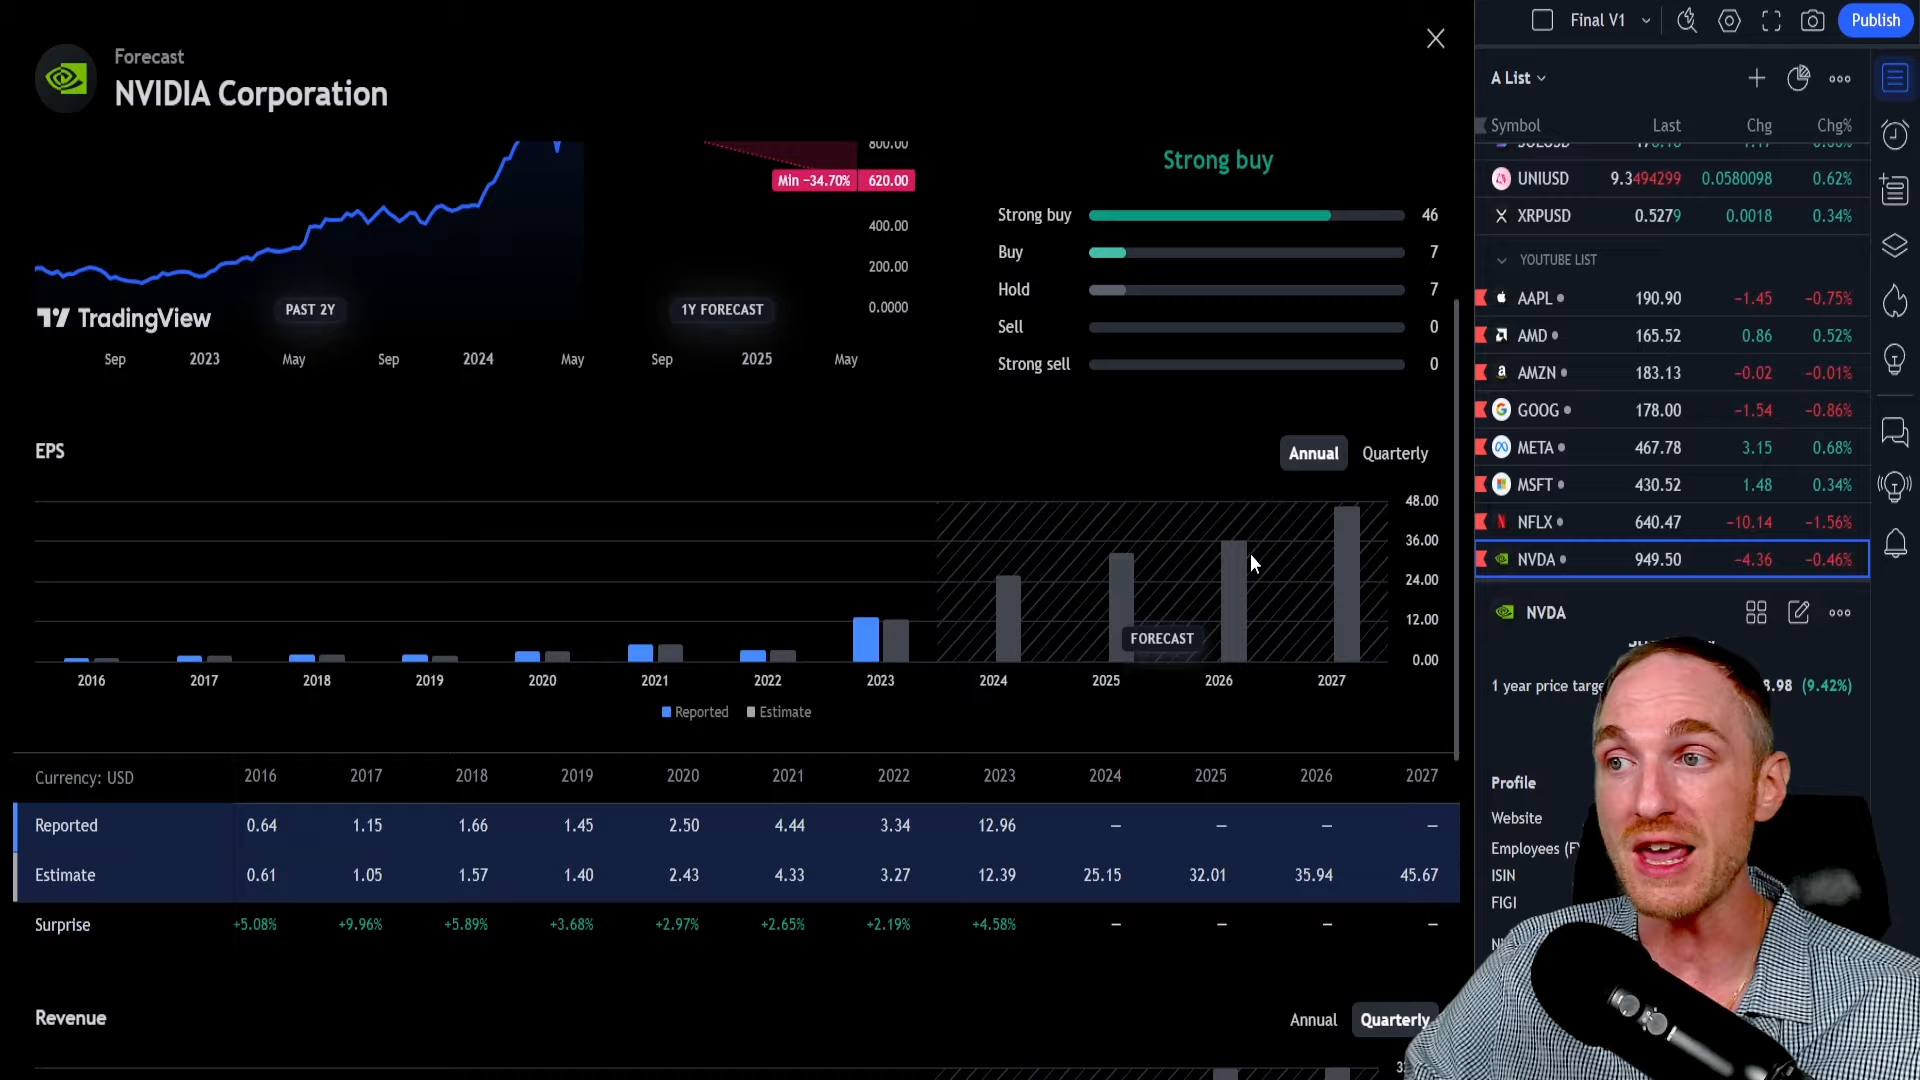 Forecast
NVIDIA Corporation
800.00
Min −34.70% 620.00
400.00
200.00
0.0000
TradingView
PAST 2Y
1Y FORECAST
Sep 2023 May Sep 2024 May Sep 2025 May
Strong buy
Strong buy 46
Buy 7
Hold 7
Sell 0
Strong sell 0
EPS
Annual Quarterly
48.00
36.00
24.00
12.00
0.00
FORECAST
2016 2017 2018 2019 2020 2021 2022 2023 2024 2025 2026 2027
Reported Estimate
Currency: USD 2016 2017 2018 2019 2020 2021 2022 2023 2024 2025 2026 2027
Reported 0.64 1.15 1.66 1.45 2.50 4.44 3.34 12.96 — — — —
Estimate 0.61 1.05 1.57 1.40 2.43 4.33 3.27 12.39 25.15 32.01 35.94 45.67
Surprise +5.08% +9.96% +5.89% +3.68% +2.97% +2.65% +2.19% +4.58% — — — —
Revenue
Annual Quarterly
Final V1
Publish
A List
Symbol Last Chg Chg%
UNIUSD 9.3494299 0.0580098 0.62%
XRPUSD 0.5279 0.0018 0.34%
YOUTUBE LIST
AAPL 190.90 −1.45 −0.75%
AMD 165.52 0.86 0.52%
AMZN 183.13 −0.02 −0.01%
GOOG 178.00 −1.54 −0.86%
META 467.78 3.15 0.68%
MSFT 430.52 1.48 0.34%
NFLX 640.47 −10.14 −1.56%
NVDA 949.50 −4.36 −0.46%
NVDA
1 year price targe 8.98 (9.42%)
Profile
Website
Employees (F
ISIN
FIGI